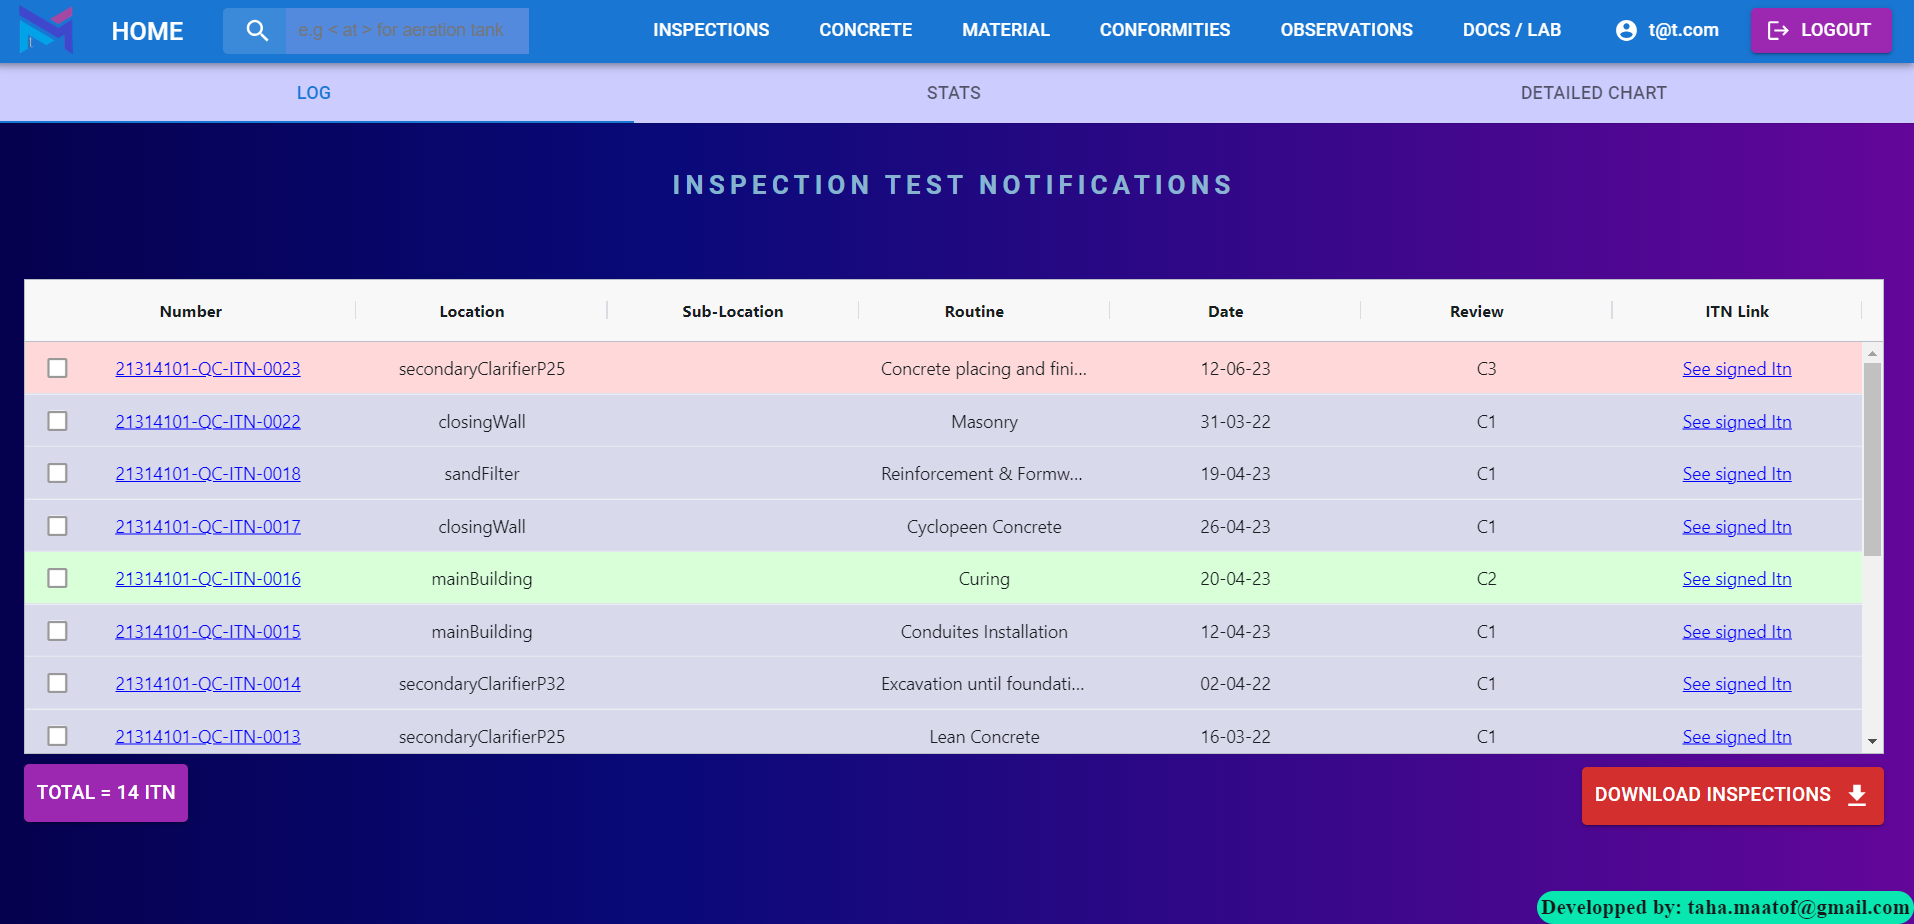 HOME e.g < at > for aeration tank INSPECTIONS CONCRETE MATERIAL CONFORMITIES OBSERVATIONS DOCS / LAB t@t.com LOGOUT
LOG STATS DETAILED CHART
INSPECTION TEST NOTIFICATIONS
Number Location Sub-Location Routine Date Review ITN Link
21314101-QC-ITN-0023 secondaryClarifierP25 Concrete placing and fini... 12-06-23 C3 See signed Itn
21314101-QC-ITN-0022 closingWall Masonry 31-03-22 C1 See signed Itn
21314101-QC-ITN-0018 sandFilter Reinforcement & Formw... 19-04-23 C1 See signed Itn
21314101-QC-ITN-0017 closingWall Cyclopeen Concrete 26-04-23 C1 See signed Itn
21314101-QC-ITN-0016 mainBuilding Curing 20-04-23 C2 See signed Itn
21314101-QC-ITN-0015 mainBuilding Conduites Installation 12-04-23 C1 See signed Itn
21314101-QC-ITN-0014 secondaryClarifierP32 Excavation until foundati... 02-04-22 C1 See signed Itn
21314101-QC-ITN-0013 secondaryClarifierP25 Lean Concrete 16-03-22 C1 See signed Itn
TOTAL = 14 ITN DOWNLOAD INSPECTIONS
Developped by: taha.maatof@gmail.com